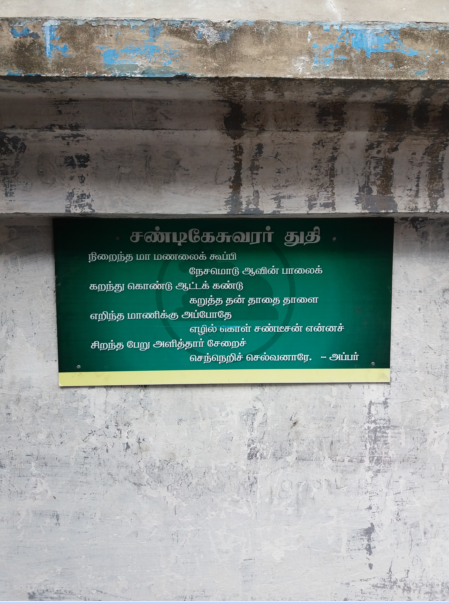 சண்டிகேசுவரர் துதி
நிறைந்த மா மணலைக் கூப்பி
நேசமொடு ஆவின் பாலைக்
கறந்து கொண்டு ஆட்டக் கண்டு
கறுத்த தன் தாதை தாளை
எறிந்த மாணிக்கு அப்போதே
எழில் கொள் சண்டீசன் என்னச்
சிறந்த பேறு அளித்தார் சேறைச்
செந்நெறிச் செல்வனாரே. – அப்பர்